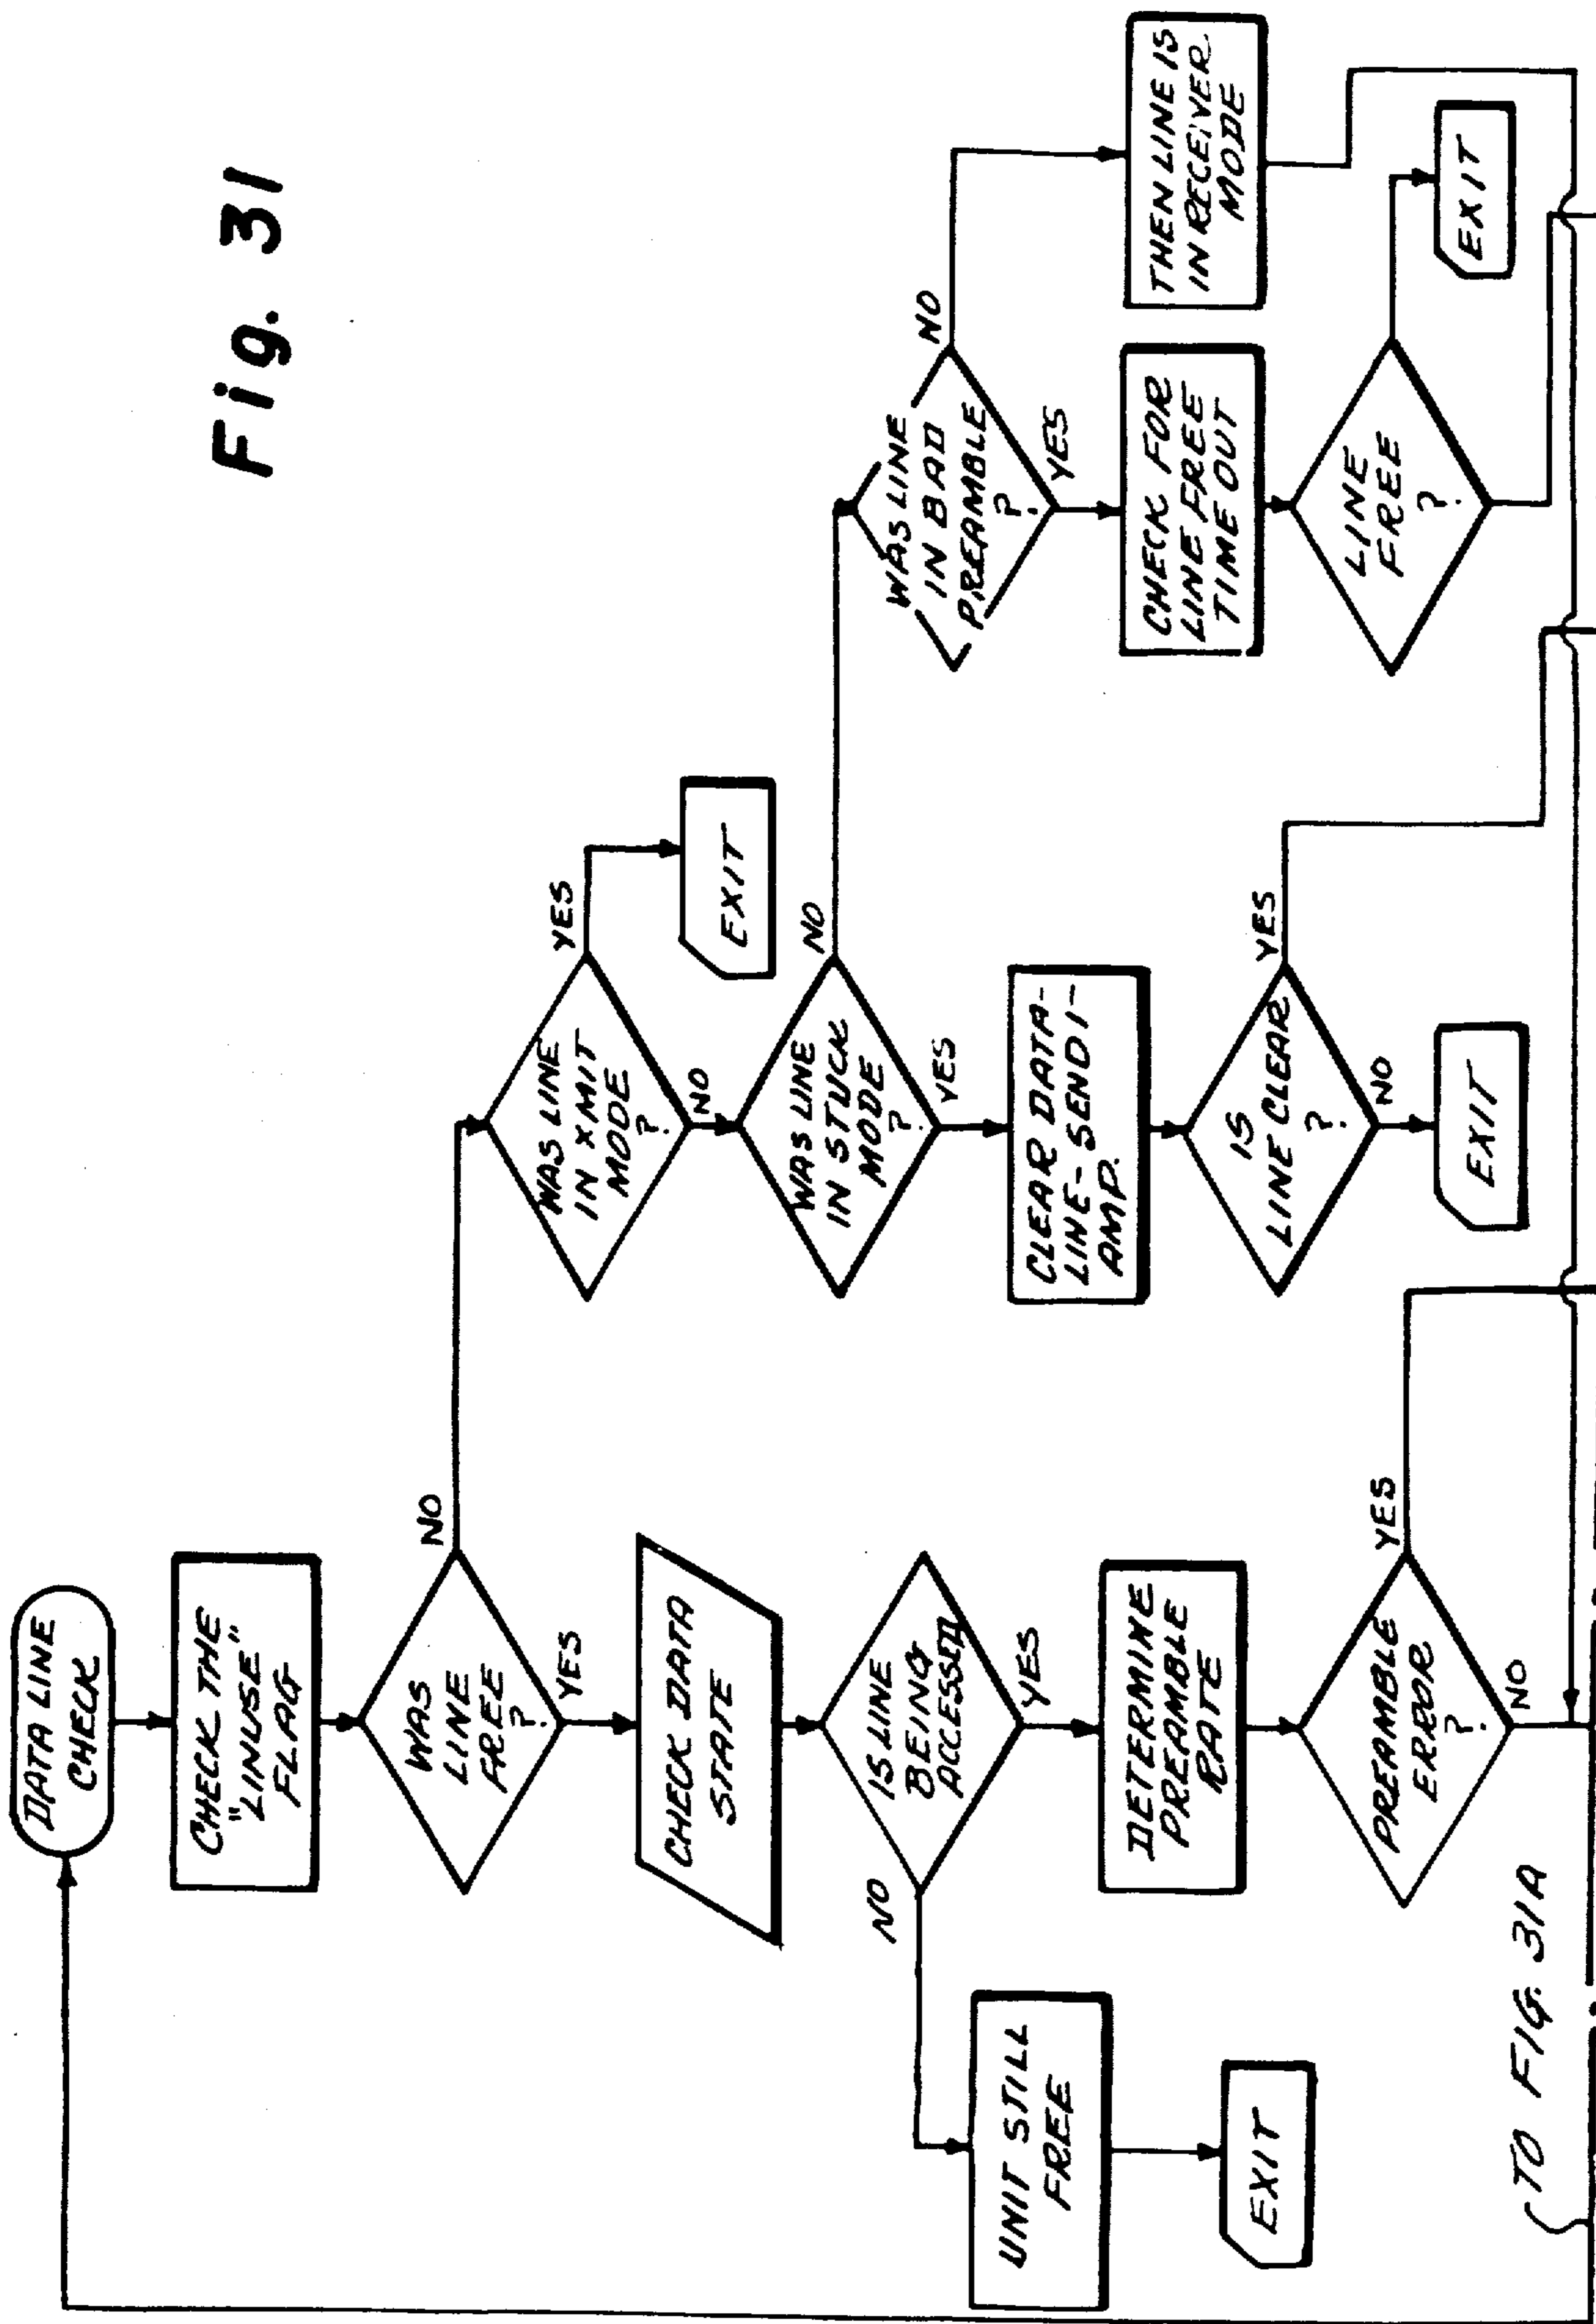 Fig. 31
DATA LINE
CHECK
CHECK THE
"LINUSE"
FLAG
WAS
LINE
FREE
?
NO
YES
CHECK DATA
STATE
IS LINE
BEING
ACCESSED
NO
YES
UNIT STILL
FREE
EXIT
DETERMINE
PREAMBLE
RATE
PREAMBLE
ERROR
?
YES
NO
TO FIG. 31A
WAS LINE
IN XMIT
MODE
?
YES
EXIT
NO
WAS LINE
IN STUCK
MODE
?
NO
YES
CLEAR DATA-
LINE-SENDI-
AMP.
IS
LINE CLEAR
?
YES
NO
EXIT
WAS LINE
IN BAD
PREAMBLE
?
NO
YES
THEN LINE IS
IN RECEIVER
MODE
CHECK FOR
LINE FREE
TIME OUT
LINE
FREE
?
EXIT